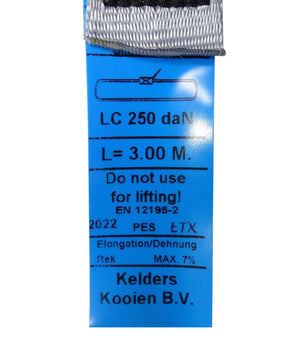 LC 250 daN
L= 3.00 M.
Do not use
for lifting!
EN 12195-2
2022 PES ETX
Elongation/Dehnung
Rek MAX. 7%
Kelders
Kooien B.V.